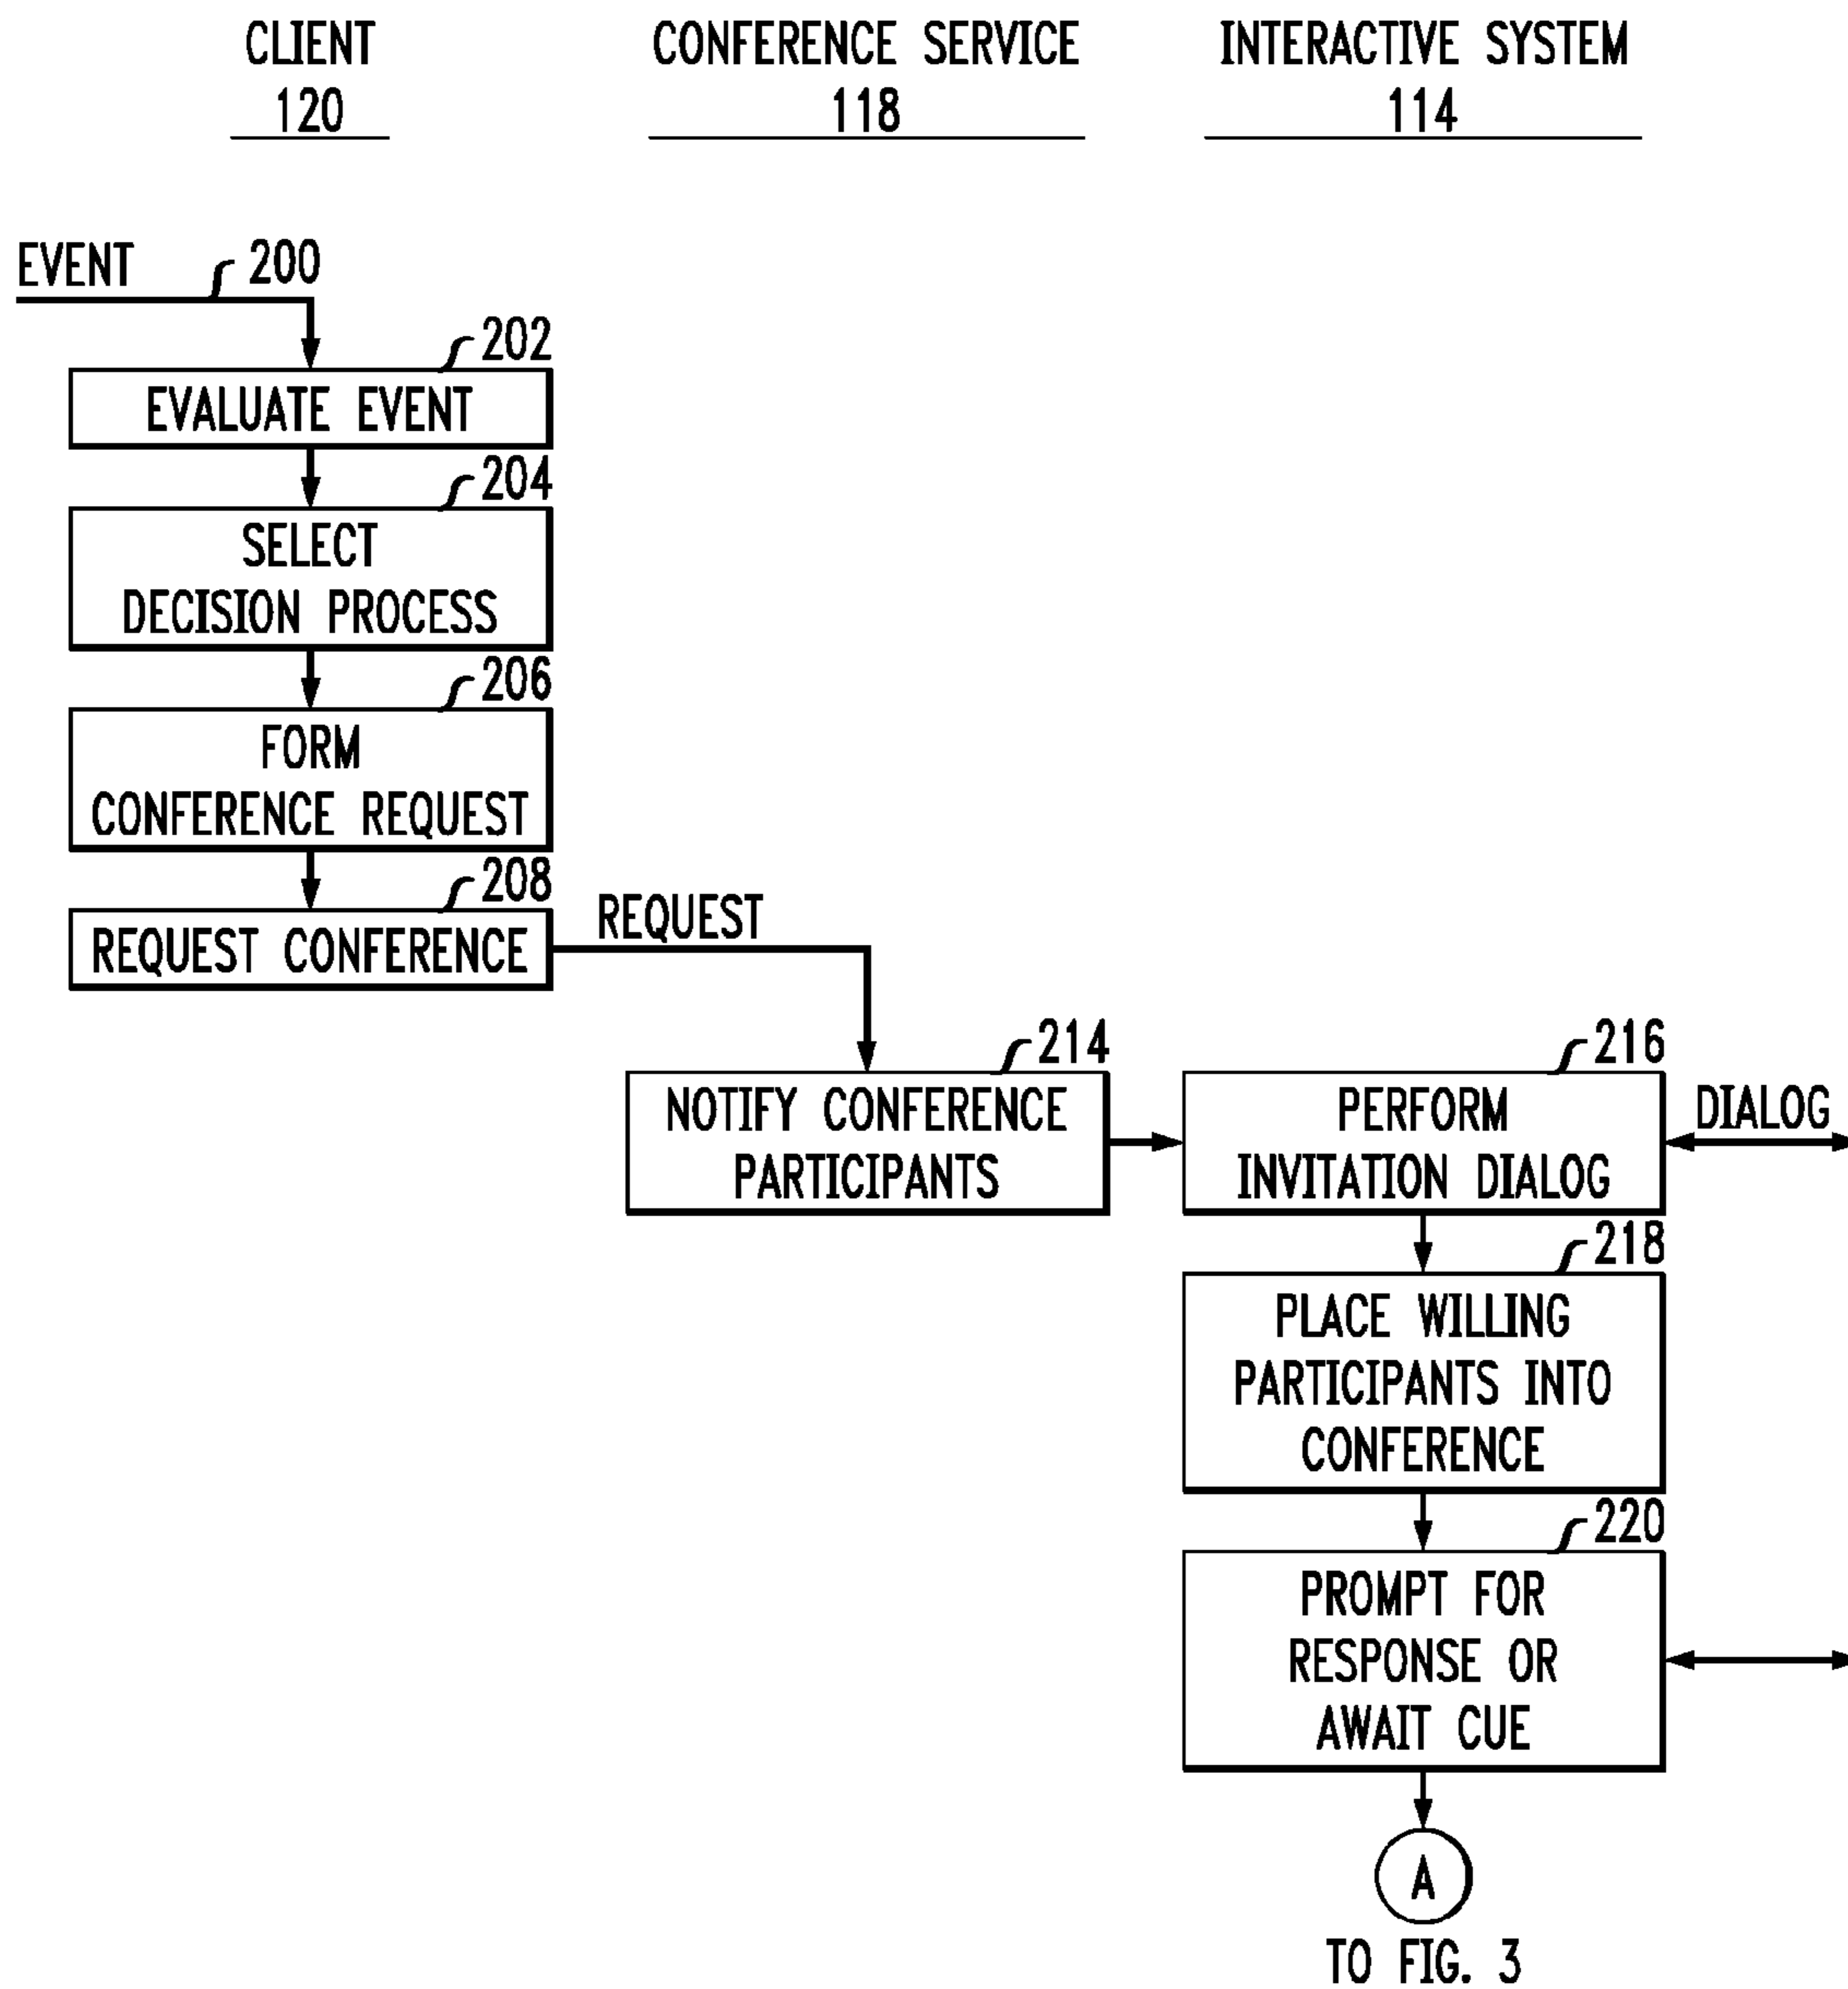 CLIENT
120
CONFERENCE SERVICE
118
INTERACTIVE SYSTEM
114
EVENT
200
202
EVALUATE EVENT
204
SELECT
DECISION PROCESS
206
FORM
CONFERENCE REQUEST
208
REQUEST CONFERENCE
REQUEST
214
NOTIFY CONFERENCE
PARTICIPANTS
216
PERFORM
INVITATION DIALOG
DIALOG
218
PLACE WILLING
PARTICIPANTS INTO
CONFERENCE
220
PROMPT FOR
RESPONSE OR
AWAIT CUE
A
TO FIG. 3